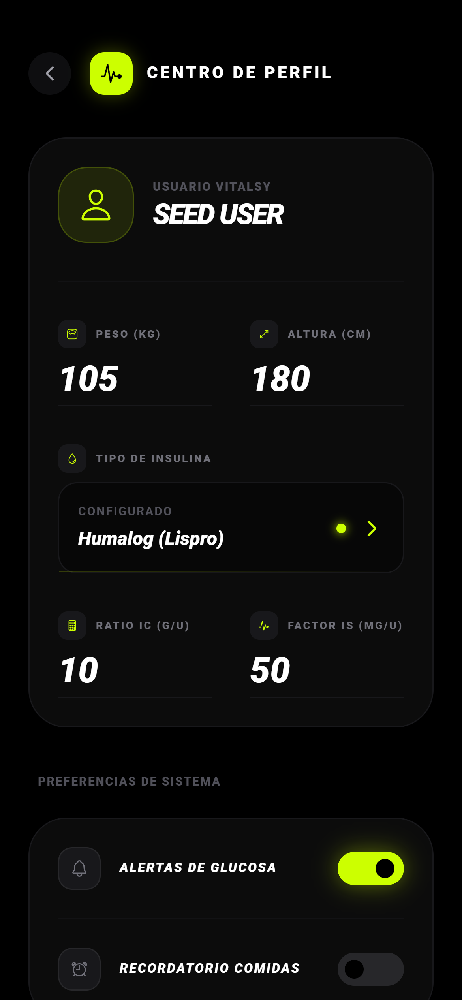 CENTRO DE PERFIL
USUARIO VITALSY
SEED USER
PESO (KG)
ALTURA (CM)
105
180
TIPO DE INSULINA
CONFIGURADO
Humalog (Lispro)
RATIO IC (G/U)
FACTOR IS (MG/U)
10
50
PREFERENCIAS DE SISTEMA
ALERTAS DE GLUCOSA
RECORDATORIO COMIDAS